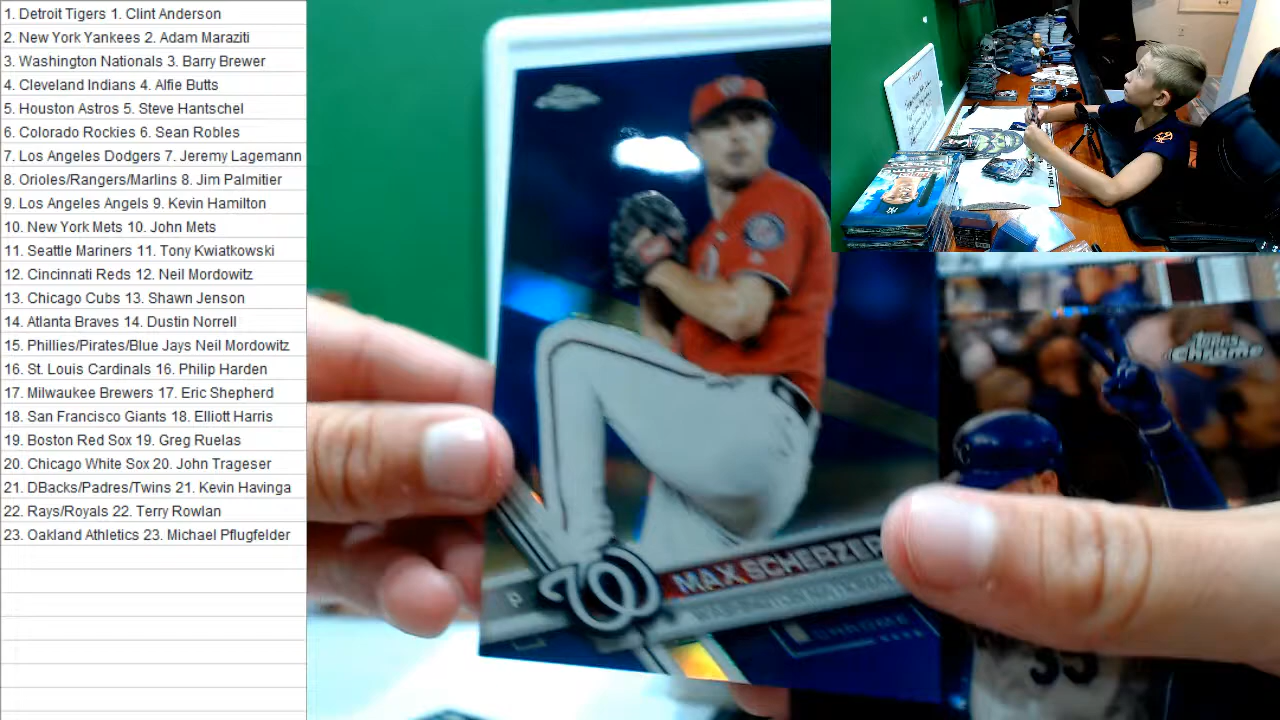 1. Detroit Tigers 1. Clint Anderson
2. New York Yankees 2. Adam Maraziti
3. Washington Nationals 3. Barry Brewer
4. Cleveland Indians 4. Alfie Butts
5. Houston Astros 5. Steve Hantschel
6. Colorado Rockies 6. Sean Robles
7. Los Angeles Dodgers 7. Jeremy Lagemann
8. Orioles/Rangers/Marlins 8. Jim Palmitier
9. Los Angeles Angels 9. Kevin Hamilton
10. New York Mets 10. John Mets
11. Seattle Mariners 11. Tony Kwiatkowski
12. Cincinnati Reds 12. Neil Mordowitz
13. Chicago Cubs 13. Shawn Jenson
14. Atlanta Braves 14. Dustin Norrell
15. Phillies/Pirates/Blue Jays Neil Mordowitz
16. St. Louis Cardinals 16. Philip Harden
17. Milwaukee Brewers 17. Eric Shepherd
18. San Francisco Giants 18. Elliott Harris
19. Boston Red Sox 19. Greg Ruelas
20. Chicago White Sox 20. John Trageser
21. DBacks/Padres/Twins 21. Kevin Havinga
22. Rays/Royals 22. Terry Rowlan
23. Oakland Athletics 23. Michael Pflugfelder
Topps
Chrome
W
P
MAX SCHERZER
CHROME
33